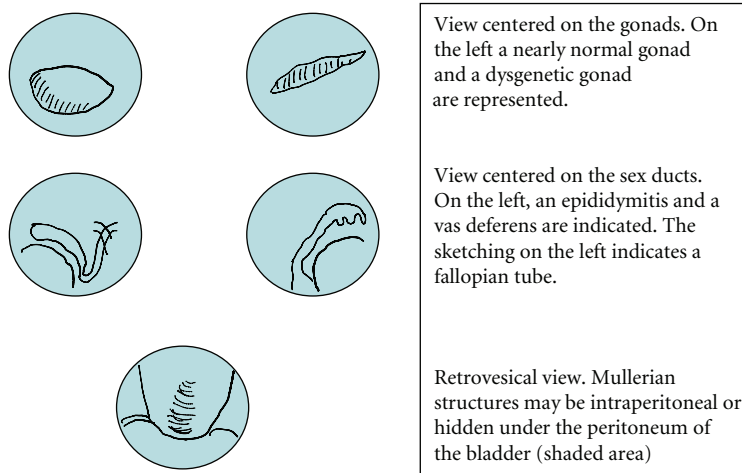 View centered on the gonads. On
the left a nearly normal gonad
and a dysgenetic gonad
are represented.
View centered on the sex ducts.
On the left, an epididymitis and a
vas deferens are indicated. The
sketching on the left indicates a
fallopian tube.
Retrovesical view. Mullerian
structures may be intraperitoneal or
hidden under the peritoneum of
the bladder (shaded area)